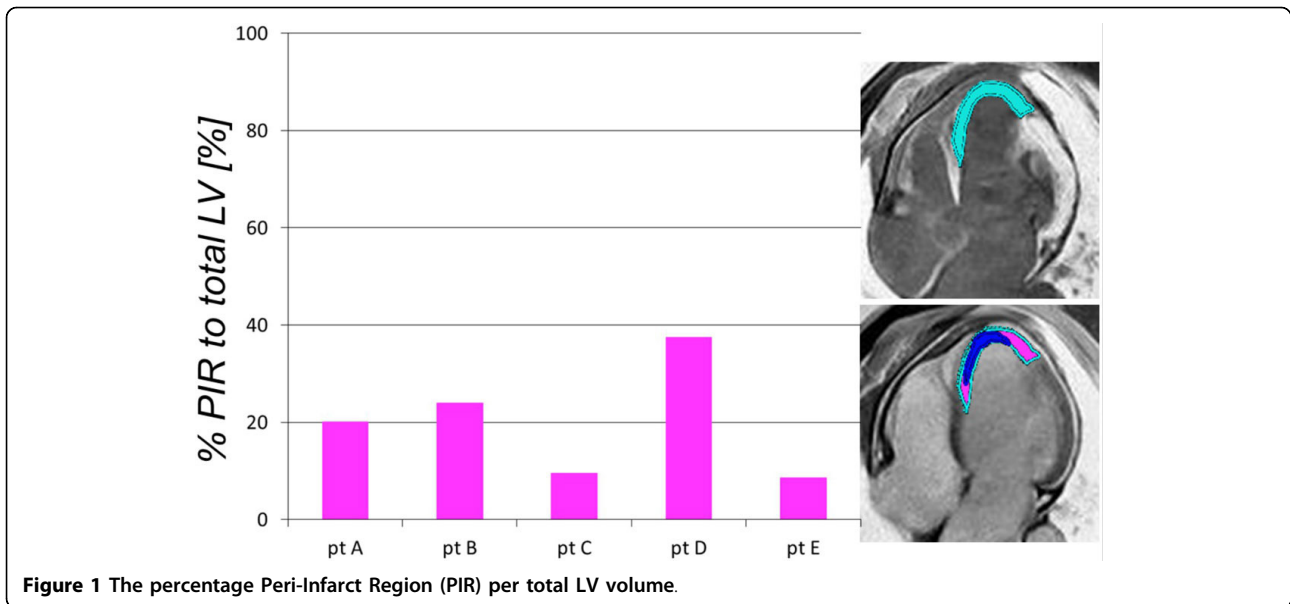 % PIR to total LV [%]
100
80
60
40
20
0
pt A pt B pt C pt D pt E
Figure 1 The percentage Peri-Infarct Region (PIR) per total LV volume.